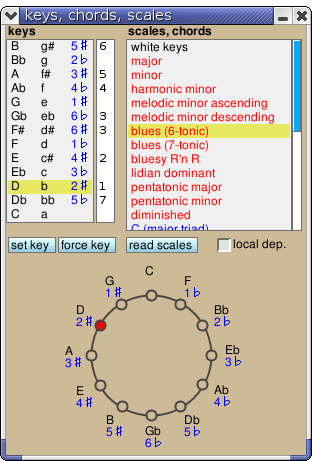 keys, chords, scales
keys
scales, chords
B g# 5♯ 6
Bb g 2♭
A f# 3♯ 5
Ab f 4♭ 4
G e 1♯
Gb eb 6♭ 3
F# d# 6♯ 3
F d 1♭
E c# 4♯ 2
Eb c 3♭
D b 2♯ 1
Db bb 5♭ 7
C a
white keys
major
minor
harmonic minor
melodic minor ascending
melodic minor descending
blues (6-tonic)
blues (7-tonic)
bluesy R'n R
lidian dominant
pentatonic major
pentatonic minor
diminished
C (major triad)
set key
force key
read scales
local dep.
C
G
1♯
F
1♭
D
2♯
Bb
2♭
A
3♯
Eb
3♭
E
4♯
Ab
4♭
B
5♯
Db
5♭
Gb
6♭